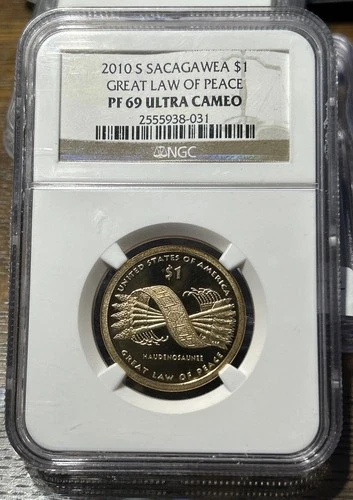 2010 S SACAGAWEA $1
GREAT LAW OF PEACE
PF 69 ULTRA CAMEO
2555938-031
NGC
UNITED STATES OF AMERICA
$1
HAUDENOSAUNEE
GREAT LAW OF PEACE